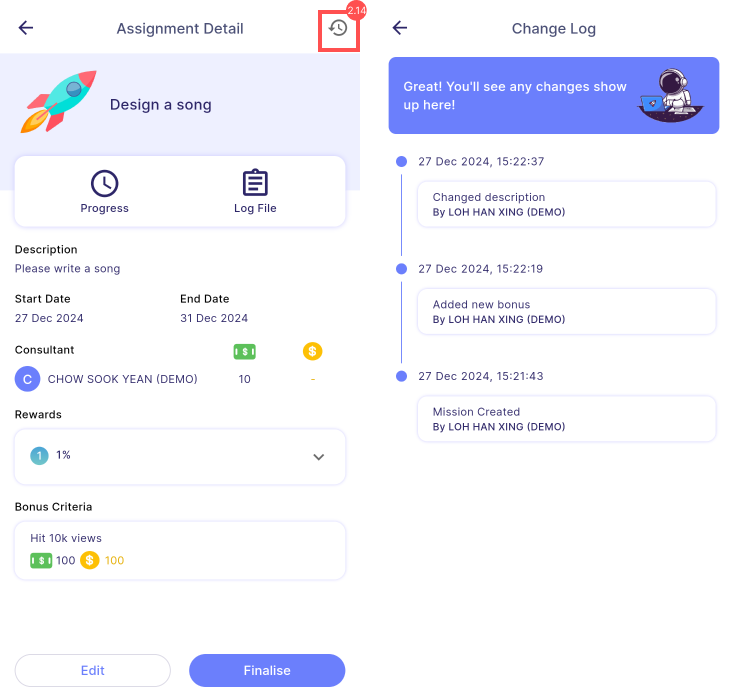 Assignment Detail
2.14
Design a song
Progress
Log File
Description
Please write a song
Start Date
End Date
27 Dec 2024
31 Dec 2024
Consultant
$
$
C
CHOW SOOK YEAN (DEMO)
10
-
Rewards
1
1%
Bonus Criteria
Hit 10k views
$ 100 $ 100
Edit
Finalise
Change Log
Great! You'll see any changes show
up here!
27 Dec 2024, 15:22:37
Changed description
By LOH HAN XING (DEMO)
27 Dec 2024, 15:22:19
Added new bonus
By LOH HAN XING (DEMO)
27 Dec 2024, 15:21:43
Mission Created
By LOH HAN XING (DEMO)